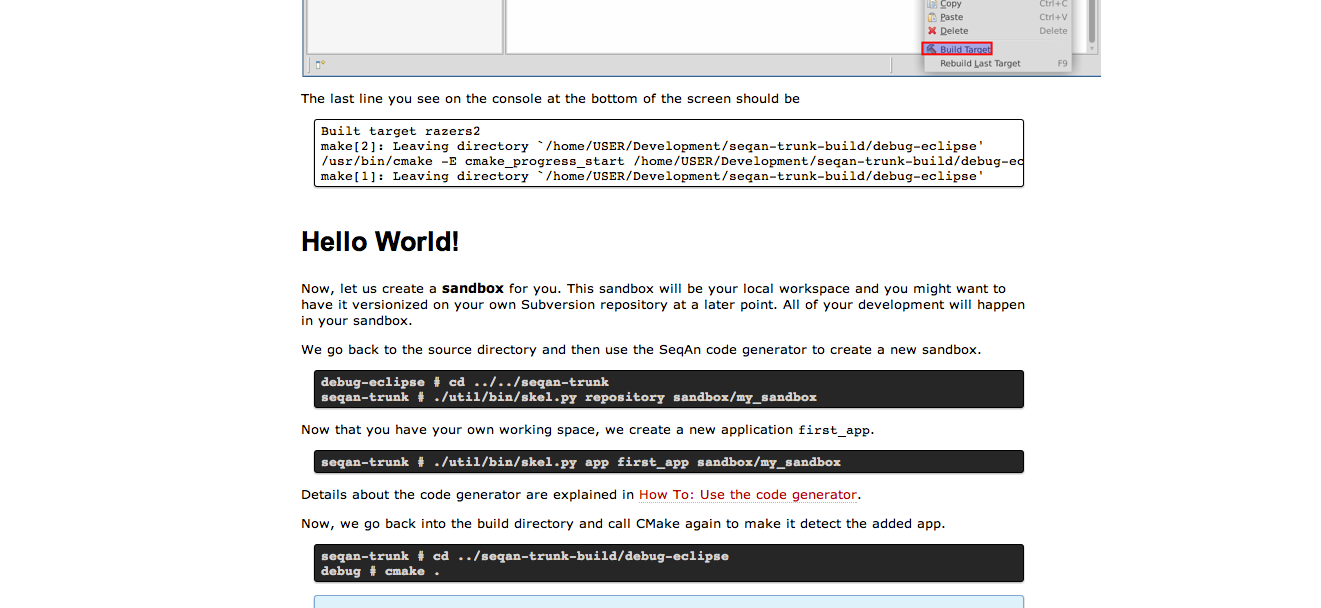 Copy Ctrl+C
Paste Ctrl+V
Delete Delete
Build Target
Rebuild Last Target F9
The last line you see on the console at the bottom of the screen should be
Built target razers2
make[2]: Leaving directory `/home/USER/Development/seqan-trunk-build/debug-eclipse'
/usr/bin/cmake -E cmake_progress_start /home/USER/Development/seqan-trunk-build/debug-ec
make[1]: Leaving directory `/home/USER/Development/seqan-trunk-build/debug-eclipse'
Hello World!
Now, let us create a sandbox for you. This sandbox will be your local workspace and you might want to
have it versionized on your own Subversion repository at a later point. All of your development will happen
in your sandbox.
We go back to the source directory and then use the SeqAn code generator to create a new sandbox.
debug-eclipse # cd ../../seqan-trunk
seqan-trunk # ./util/bin/skel.py repository sandbox/my_sandbox
Now that you have your own working space, we create a new application first_app.
seqan-trunk # ./util/bin/skel.py app first_app sandbox/my_sandbox
Details about the code generator are explained in How To: Use the code generator.
Now, we go back into the build directory and call CMake again to make it detect the added app.
seqan-trunk # cd ../seqan-trunk-build/debug-eclipse
debug # cmake .